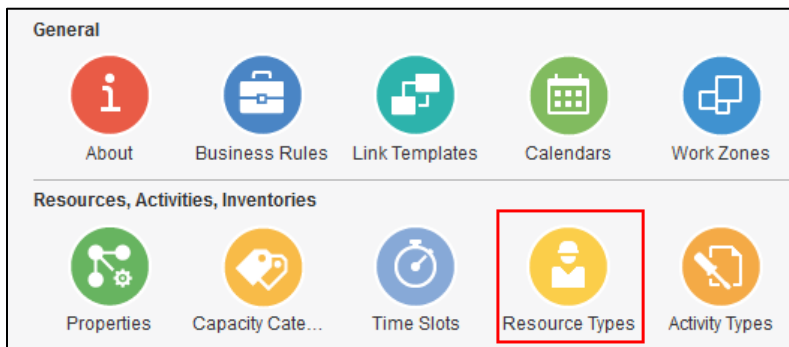 General
About Business Rules Link Templates Calendars Work Zones
Resources, Activities, Inventories
Properties Capacity Cate... Time Slots Resource Types Activity Types